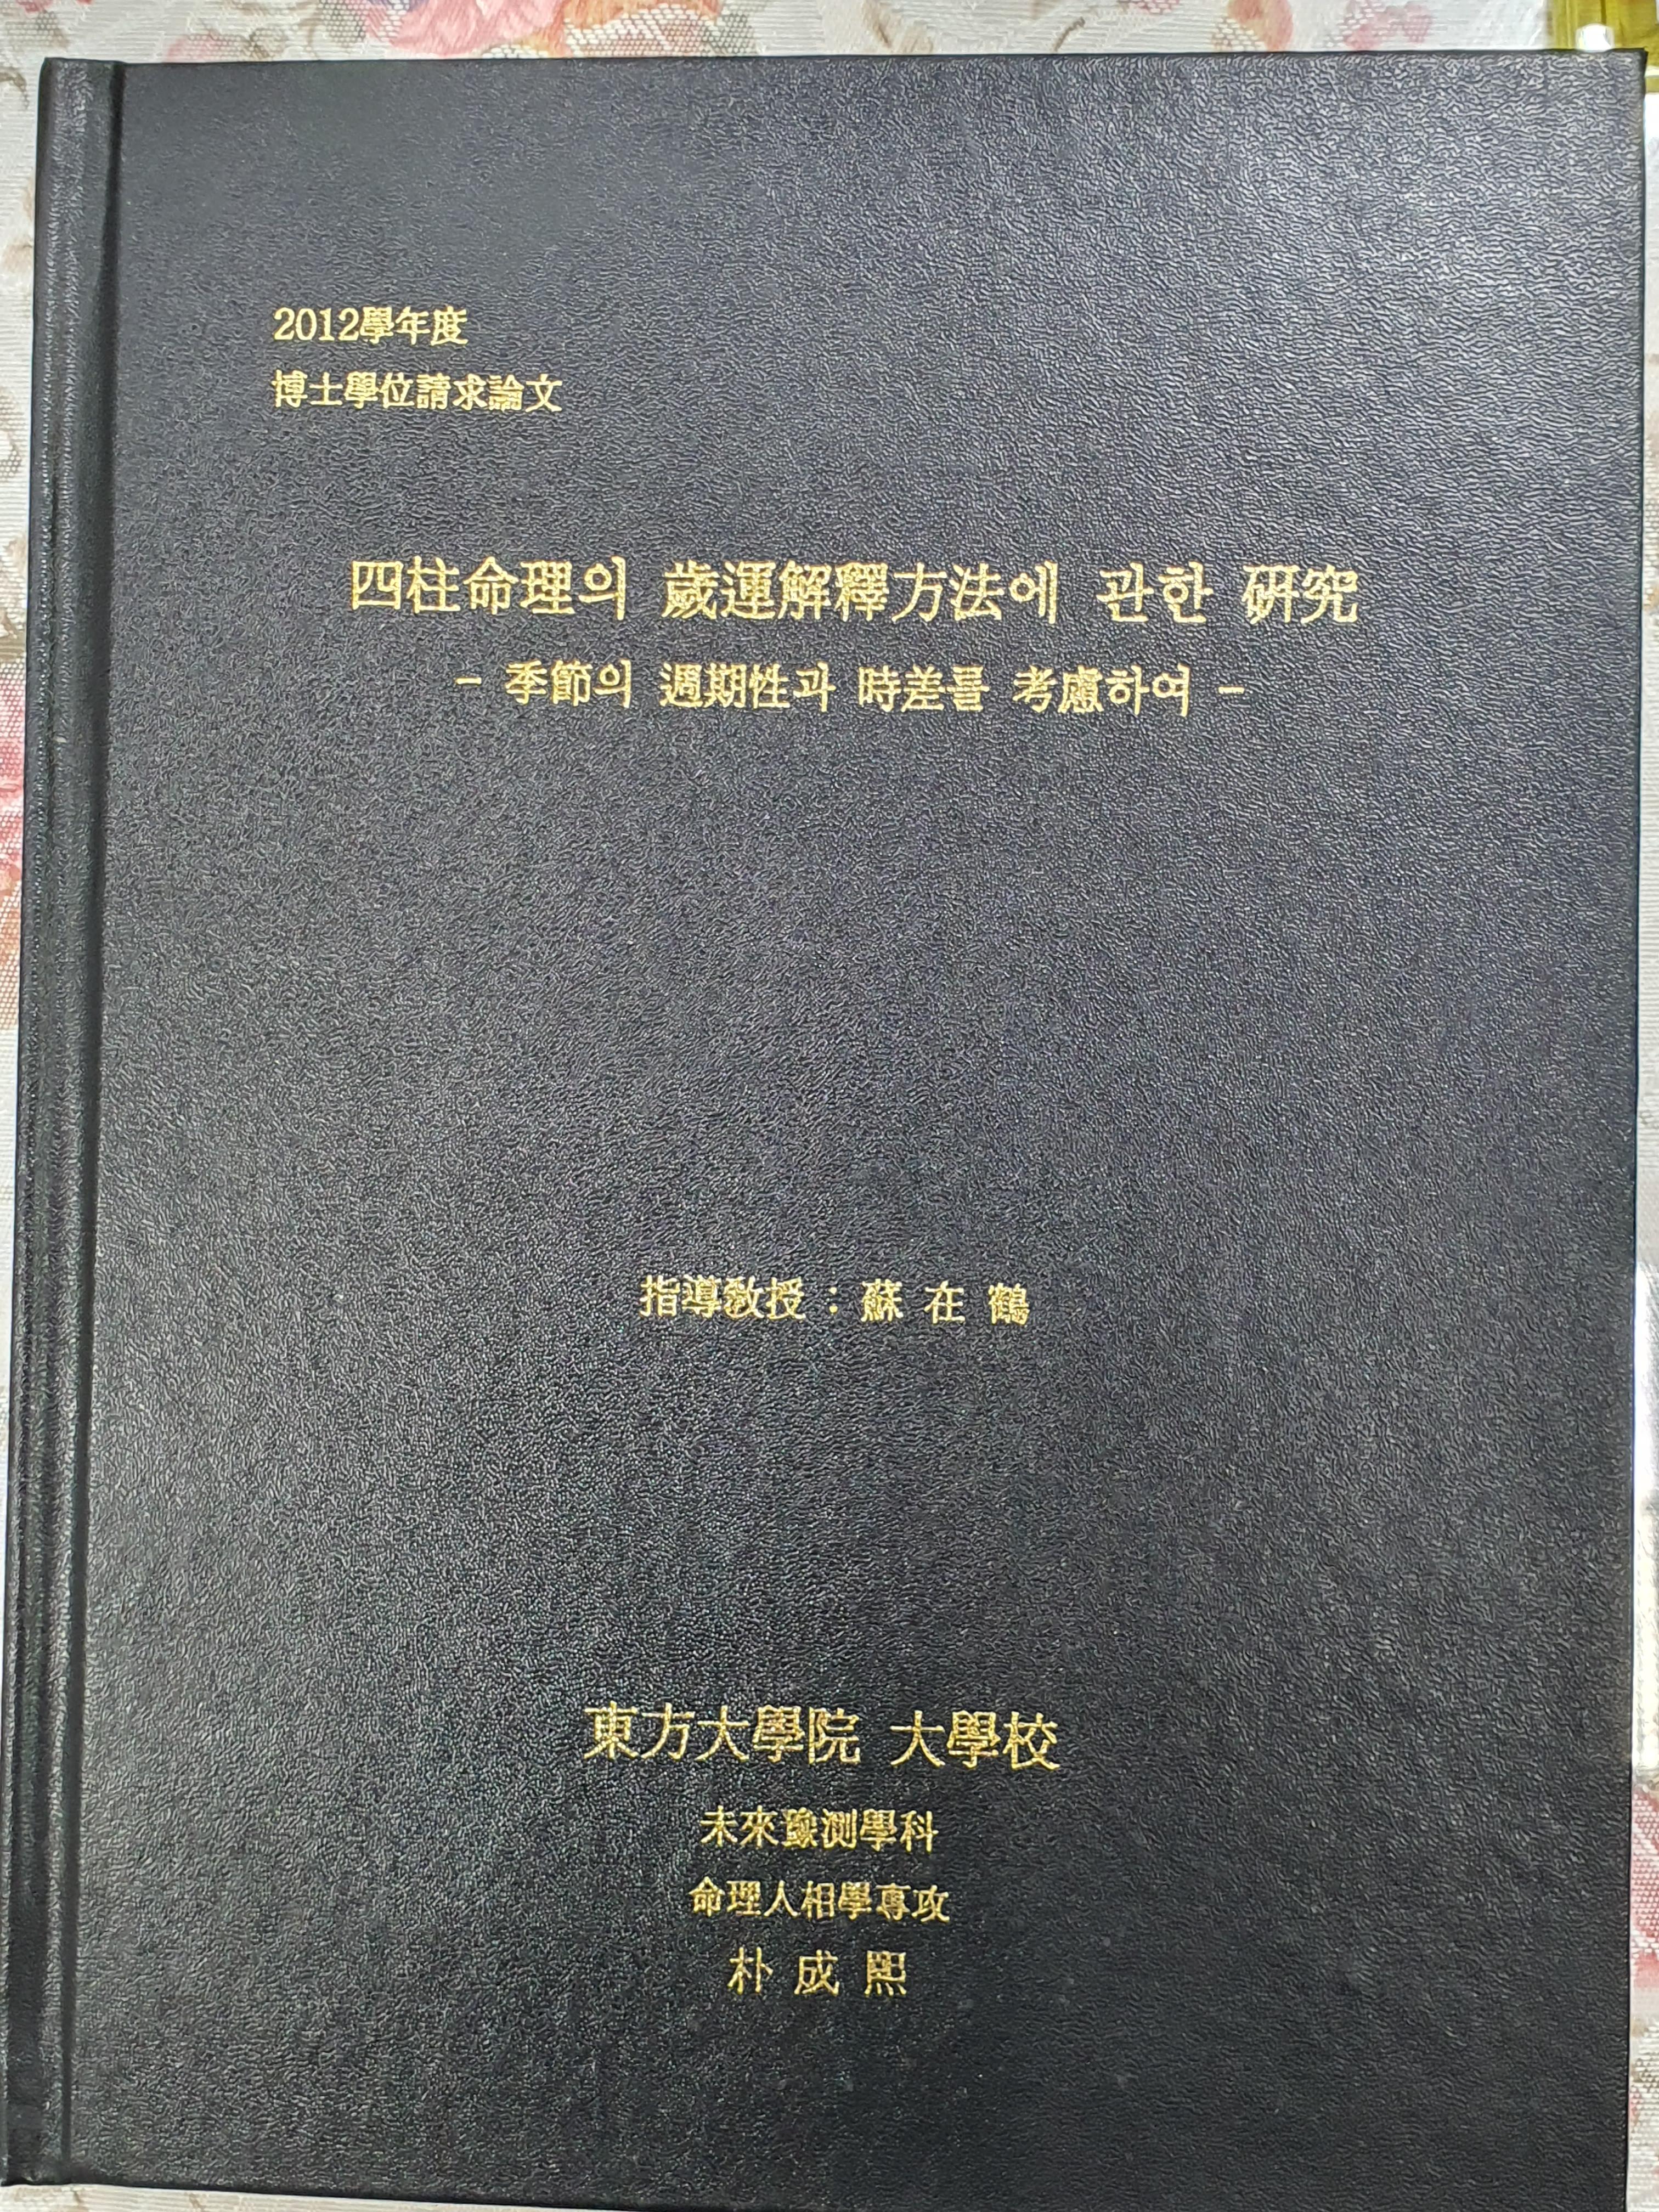 2012學年度
博士學位請求論文
四柱命理의 歲運解釋方法에 관한 硏究
- 季節의 週期性과 時差를 考慮하여 -
指導敎授 : 蘇 在 鶴
東方大學院 大學校
未來豫測學科
命理人相學專攻
朴 成 熙